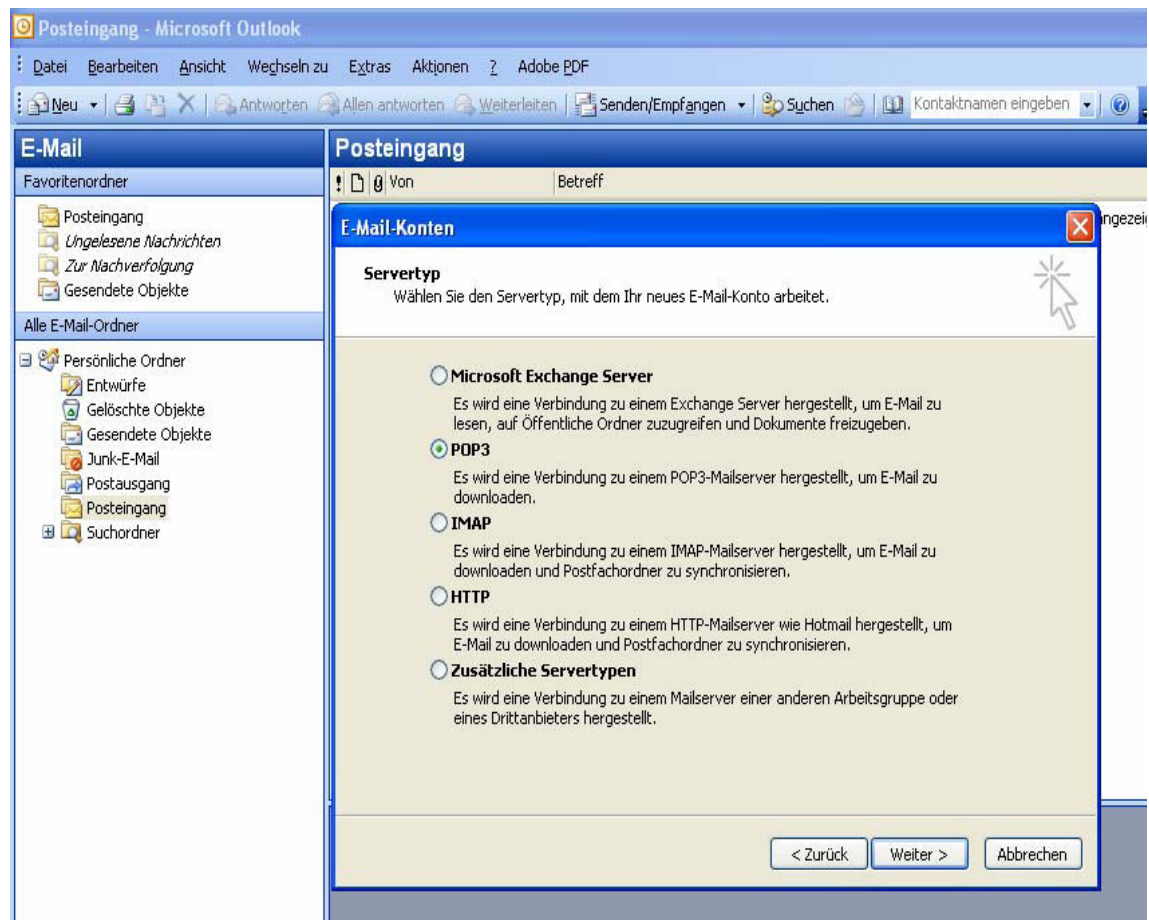 Posteingang - Microsoft Outlook
Datei Bearbeiten Ansicht Wechseln zu Extras Aktionen ? Adobe PDF
Neu Antworten Allen antworten Weiterleiten Senden/Empfangen Suchen Kontaktnamen eingeben
E-Mail
Favoritenordner
Posteingang
Ungelesene Nachrichten
Zur Nachverfolgung
Gesendete Objekte
Alle E-Mail-Ordner
Persönliche Ordner
Entwürfe
Gelöschte Objekte
Gesendete Objekte
Junk-E-Mail
Postausgang
Posteingang
Suchordner
Posteingang
Von Betreff
E-Mail-Konten
Servertyp
Wählen Sie den Servertyp, mit dem Ihr neues E-Mail-Konto arbeitet.
Microsoft Exchange Server
Es wird eine Verbindung zu einem Exchange Server hergestellt, um E-Mail zu
lesen, auf Öffentliche Ordner zuzugreifen und Dokumente freizugeben.
POP3
Es wird eine Verbindung zu einem POP3-Mailserver hergestellt, um E-Mail zu
downloaden.
IMAP
Es wird eine Verbindung zu einem IMAP-Mailserver hergestellt, um E-Mail zu
downloaden und Postfachordner zu synchronisieren.
HTTP
Es wird eine Verbindung zu einem HTTP-Mailserver wie Hotmail hergestellt, um
E-Mail zu downloaden und Postfachordner zu synchronisieren.
Zusätzliche Servertypen
Es wird eine Verbindung zu einem Mailserver einer anderen Arbeitsgruppe oder
eines Drittanbieters hergestellt.
< Zurück Weiter > Abbrechen